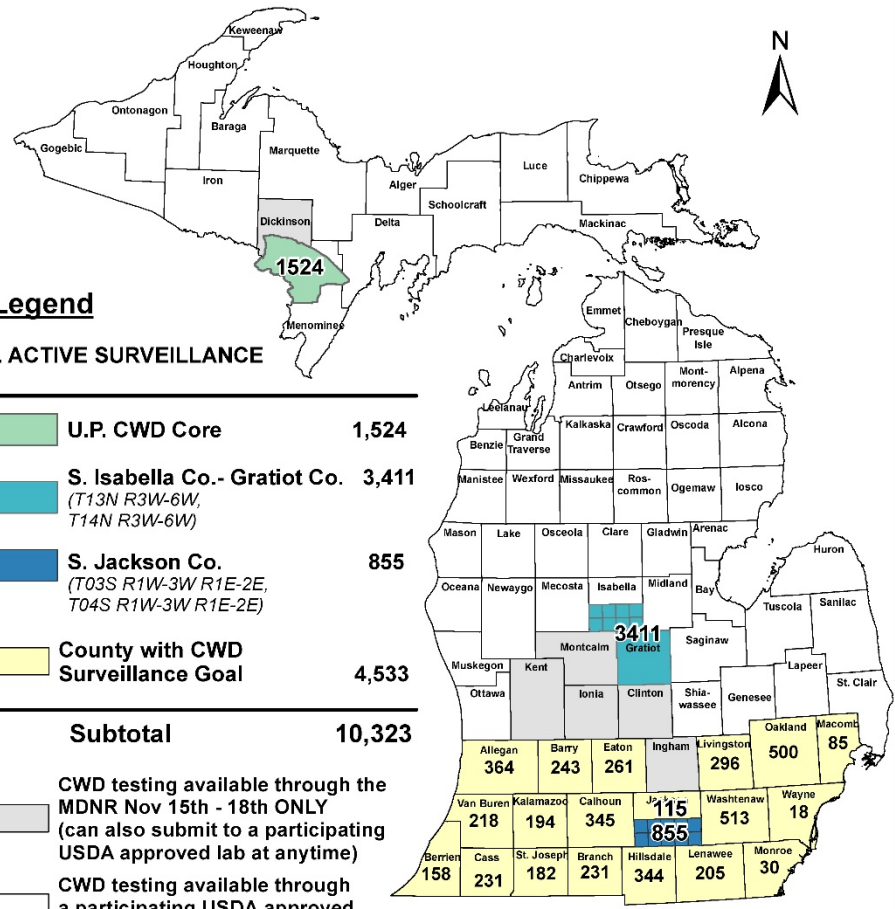 Keweenaw
N
Houghton
Ontonagon
Baraga
Marquette
Gogebic
Luce
Iron
Alger
Chippewa
Schoolcraft
Dickinson
Delta
Mackinac
1524
Legend
Menominee
Emmet
Cheboygan
Presque
Isle
ACTIVE SURVEILLANCE
Charlevoix
Antrim
Otsego
Mont-
morency
Alpena
Leelanau
U.P. CWD Core 1,524
Benzie
Grand
Traverse
Kalkaska
Crawford
Oscoda
Alcona
S. Isabella Co.- Gratiot Co. 3,411
(T13N R3W-6W,
T14N R3W-6W)
Manistee
Wexford
Missaukee
Ros-
common
Ogemaw
Iosco
S. Jackson Co. 855
(T03S R1W-3W R1E-2E,
T04S R1W-3W R1E-2E)
Mason
Lake
Osceola
Clare
Gladwin
Arenac
Huron
Oceana
Newaygo
Mecosta
Isabella
Midland
Bay
Tuscola
Sanilac
3411
County with CWD
Surveillance Goal 4,533
Montcalm
Gratiot
Saginaw
Muskegon
Kent
Lapeer
St. Clair
Ottawa
Ionia
Clinton
Shia-
wassee
Genesee
Subtotal 10,323
Allegan
364
Barry
243
Eaton
261
Ingham
Livingston
296
Oakland
500
Macomb
85
CWD testing available through the
MDNR Nov 15th - 18th ONLY
(can also submit to a participating
USDA approved lab at anytime)
Van Buren
218
Kalamazoo
194
Calhoun
345
Jackson
115
855
Washtenaw
513
Wayne
18
Berrien
158
Cass
231
St. Joseph
182
Branch
231
Hillsdale
344
Lenawee
205
Monroe
30
CWD testing available through
a participating USDA approved